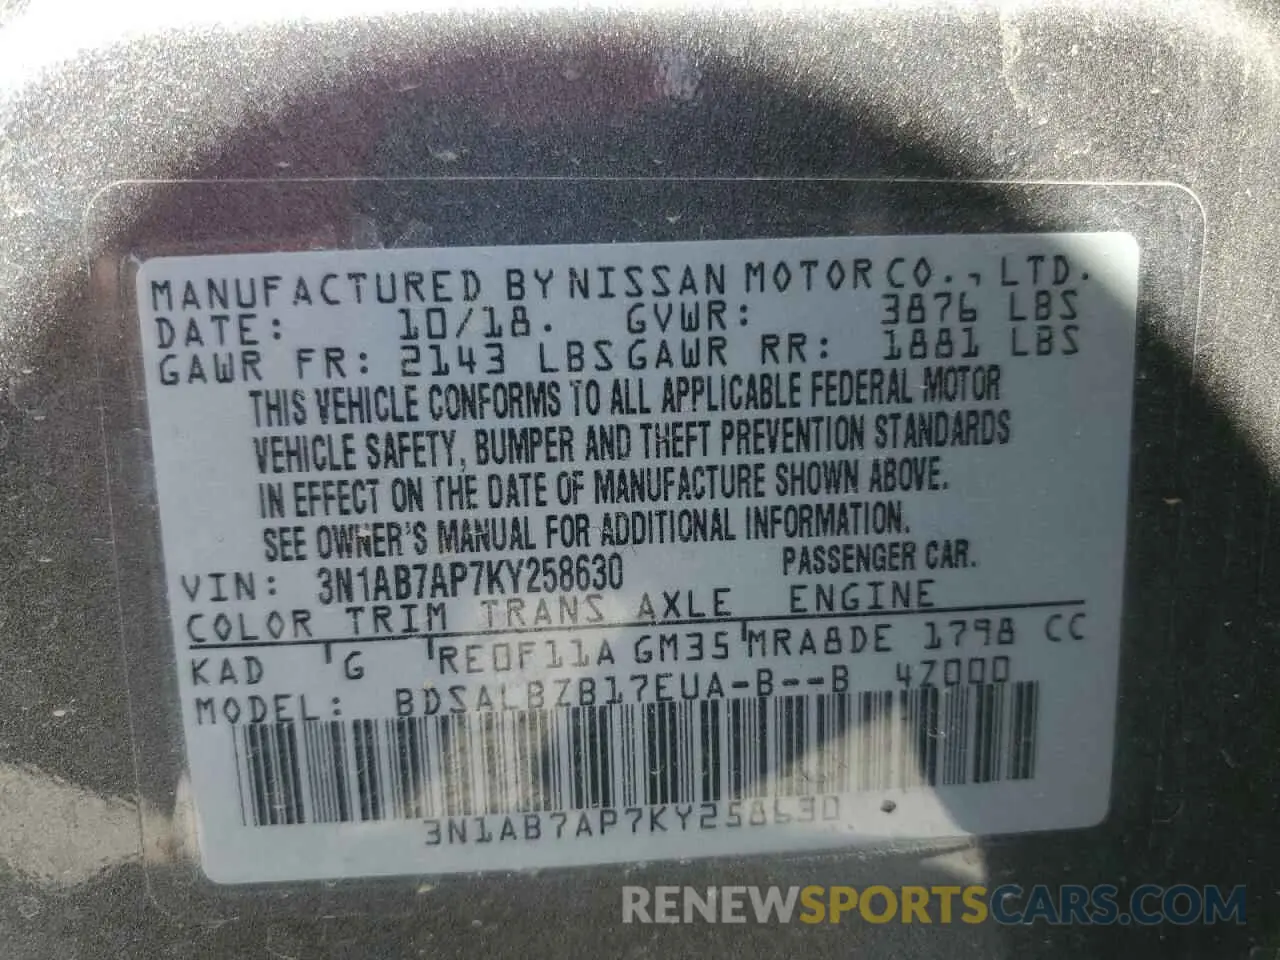 MANUFACTURED BY NISSAN MOTOR CO., LTD.
DATE: 10/18. GVWR: 3876 LBS
GAWR FR: 2143 LBS GAWR RR: 1881 LBS
THIS VEHICLE CONFORMS TO ALL APPLICABLE FEDERAL MOTOR
VEHICLE SAFETY, BUMPER AND THEFT PREVENTION STANDARDS
IN EFFECT ON THE DATE OF MANUFACTURE SHOWN ABOVE.
SEE OWNER'S MANUAL FOR ADDITIONAL INFORMATION.
VIN: 3N1AB7AP7KY258630 PASSENGER CAR.
COLOR TRIM TRANS AXLE ENGINE
KAD G RE0F11A GM35 MRA8DE 1798 CC
MODEL: BDSALBZB17EUA-B--B 4Z000
3N1AB7AP7KY258630
RENEWSPORTSCARS.COM